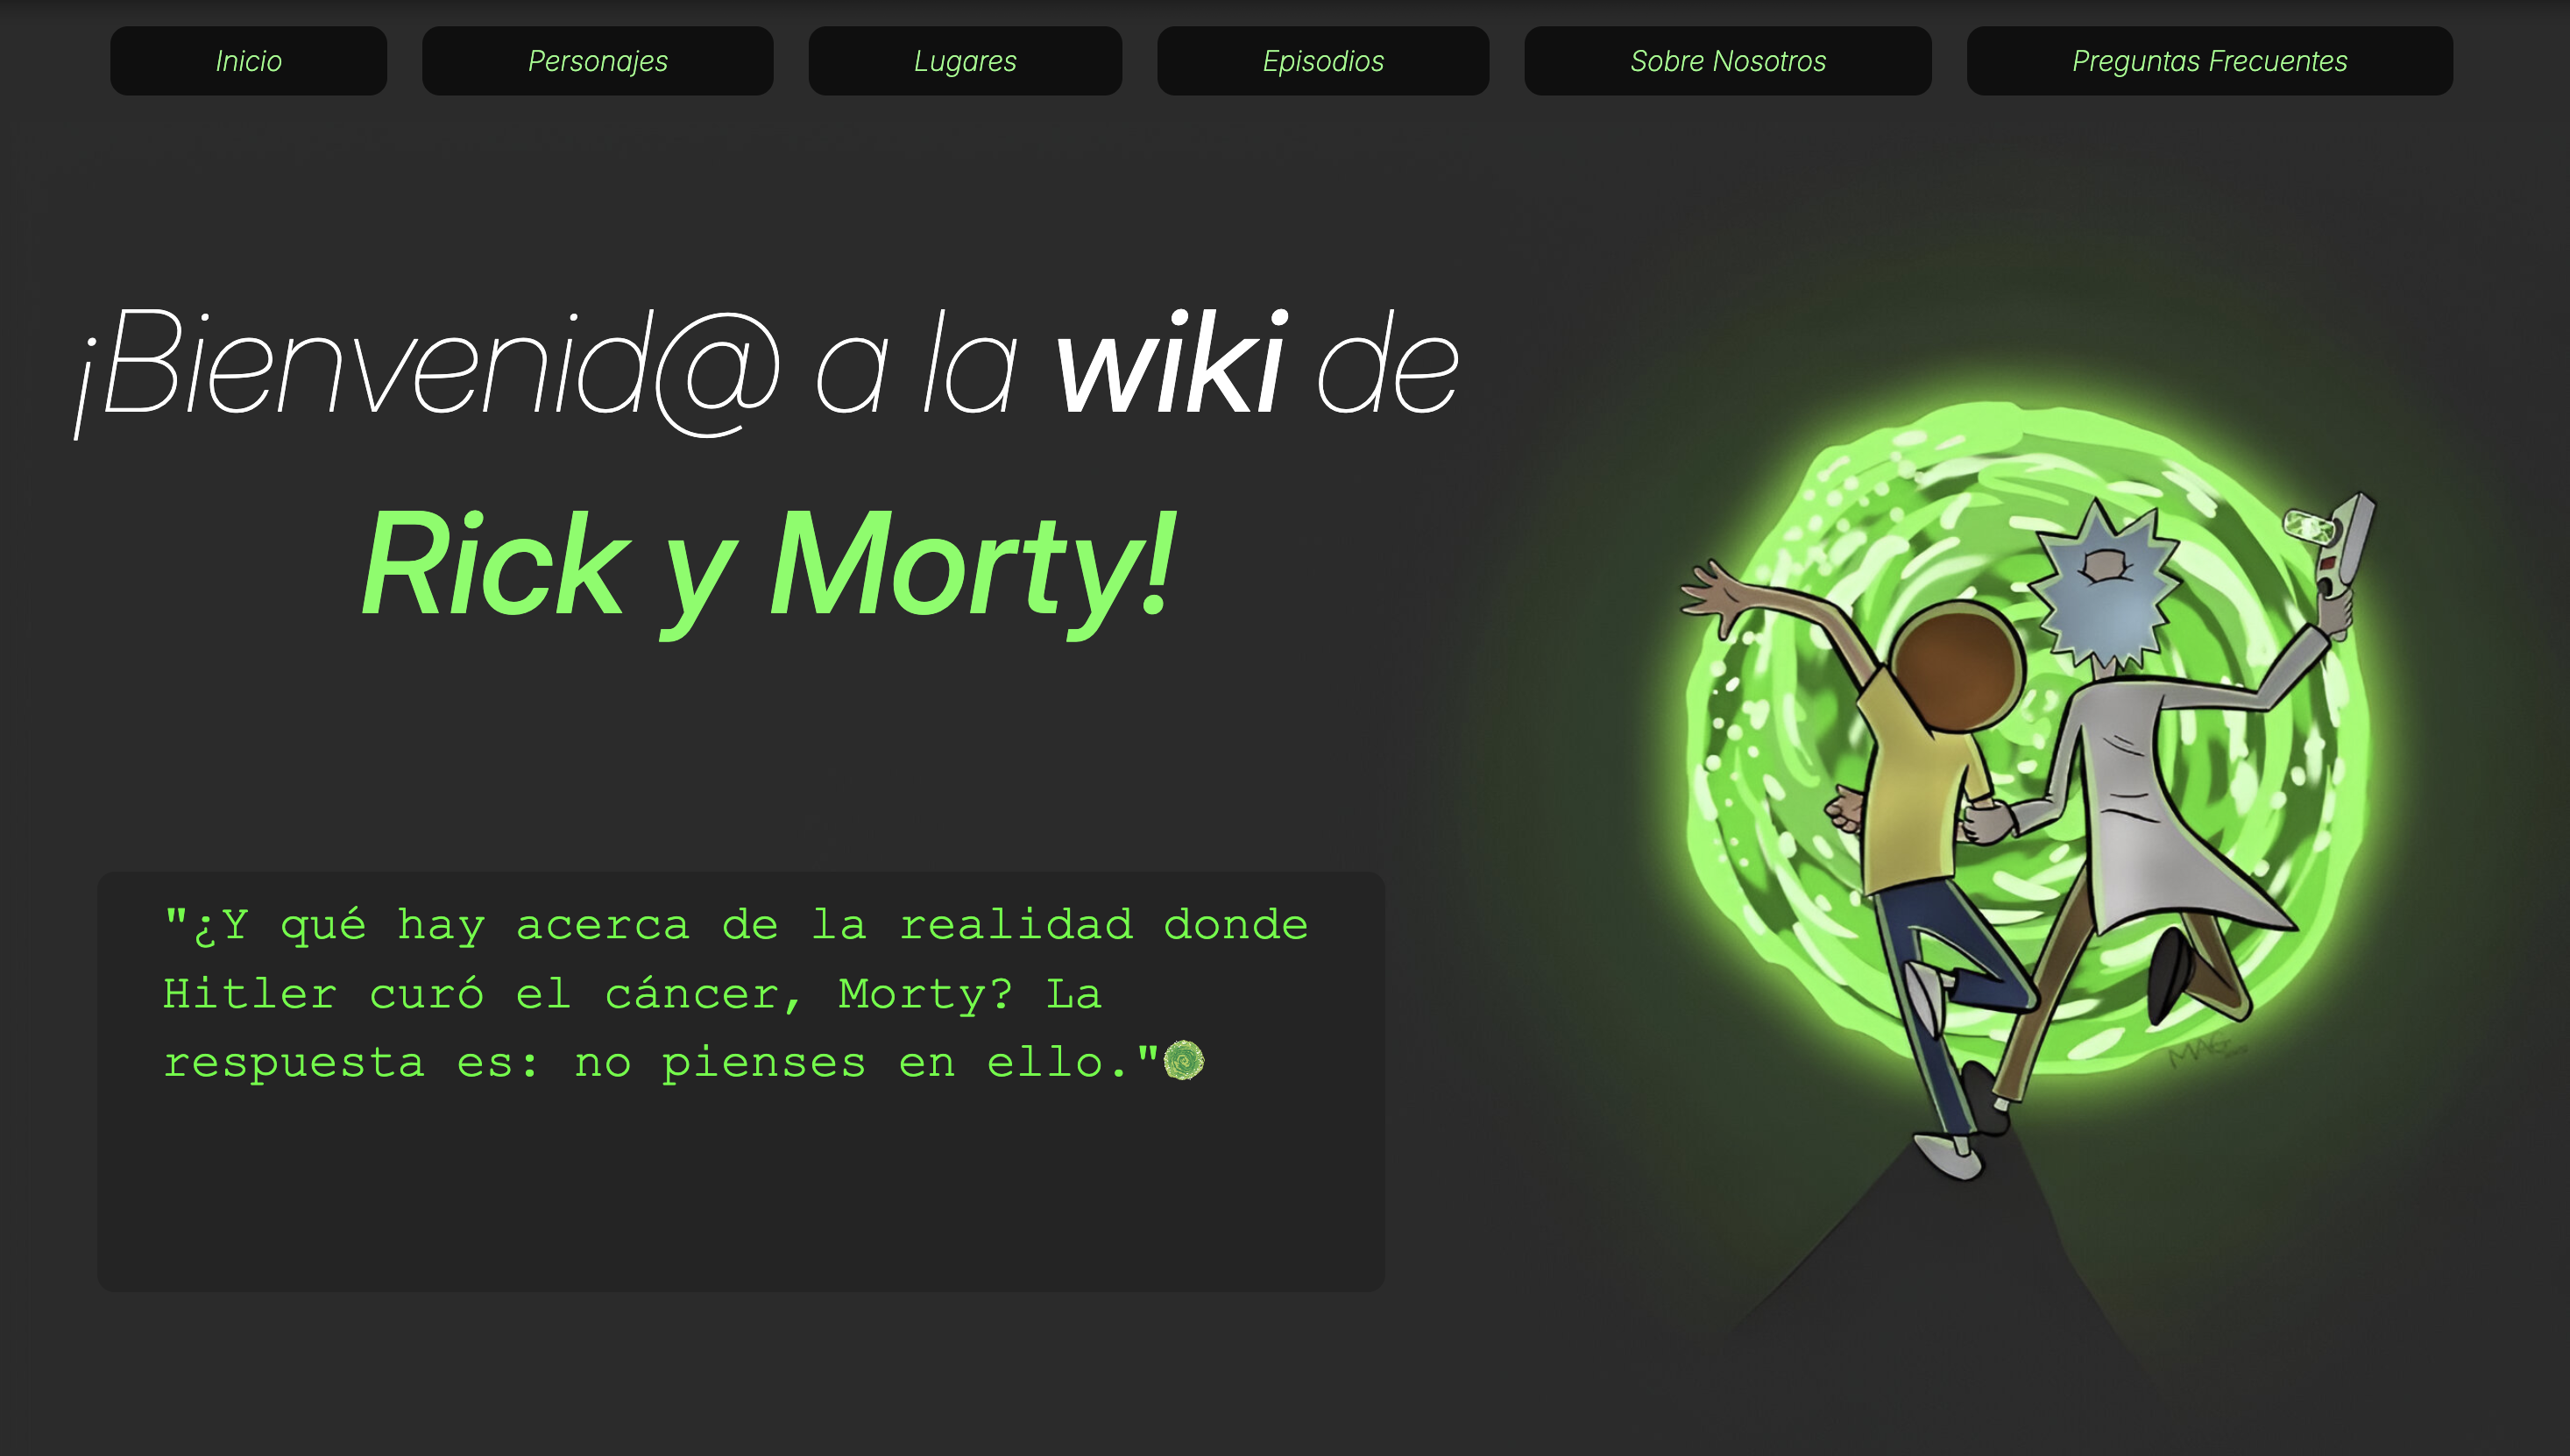 Inicio Personajes Lugares Episodios Sobre Nosotros Preguntas Frecuentes
¡Bienvenid@ a la wiki de
Rick y Morty!
"¿Y qué hay acerca de la realidad donde
Hitler curó el cáncer, Morty? La
respuesta es: no pienses en ello."